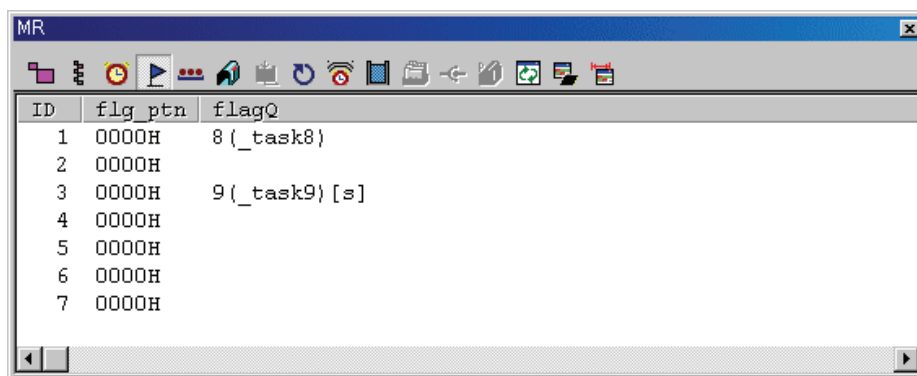 MR
ID flg_ptn flagQ
1 0000H 8(_task8)
2 0000H
3 0000H 9(_task9)[s]
4 0000H
5 0000H
6 0000H
7 0000H